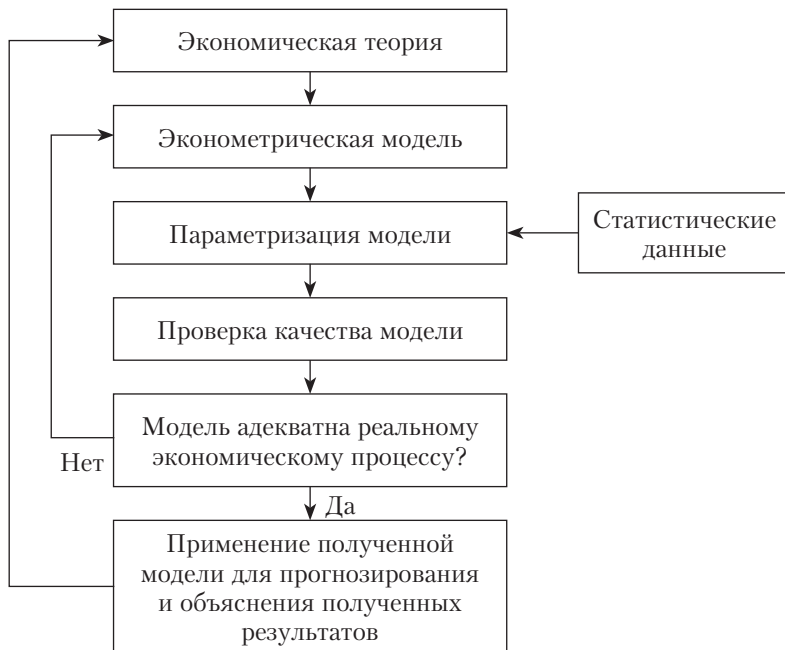 Экономическая теория
Эконометрическая модель
Параметризация модели
Статистические
данные
Проверка качества модели
Модель адекватна реальному
экономическому процессу?
Нет
Да
Применение полученной
модели для прогнозирования
и объяснения полученных
результатов